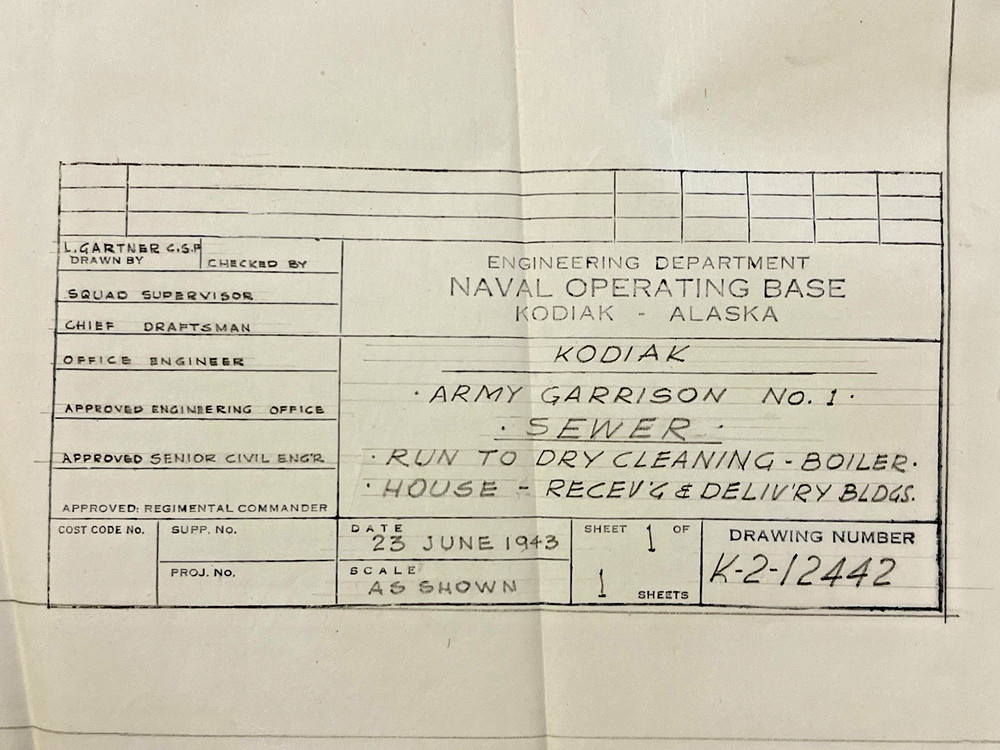 L. GARTNER C.S.P
DRAWN BY
CHECKED BY
SQUAD SUPERVISOR
CHIEF DRAFTSMAN
OFFICE ENGINEER
APPROVED ENGINEERING OFFICE
APPROVED SENIOR CIVIL ENG'R
APPROVED: REGIMENTAL COMMANDER
ENGINEERING DEPARTMENT
NAVAL OPERATING BASE
KODIAK - ALASKA
KODIAK
· ARMY GARRISON NO. 1 ·
· SEWER ·
· RUN TO DRY CLEANING - BOILER ·
· HOUSE - RECEV'G & DELIV'RY BLDGS.
COST CODE No.
SUPP. NO.
PROJ. NO.
DATE
23 JUNE 1943
SCALE
AS SHOWN
SHEET 1 OF
1 SHEETS
DRAWING NUMBER
K-2-12442